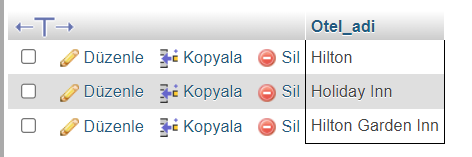 Otel_adi
Düzenle Kopyala Sil Hilton
Düzenle Kopyala Sil Holiday Inn
Düzenle Kopyala Sil Hilton Garden Inn